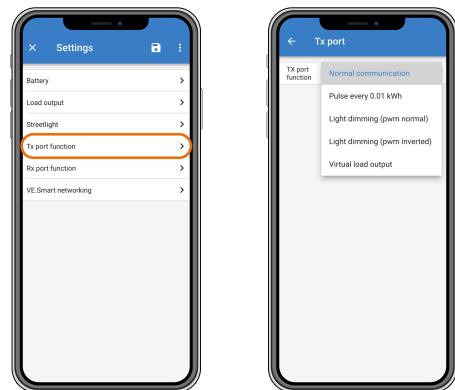 Settings
Battery
Load output
Streetlight
Tx port function
Rx port function
VE.Smart networking
Tx port
TX port
function
Normal communication
Pulse every 0.01 kWh
Light dimming (pwm normal)
Light dimming (pwm inverted)
Virtual load output